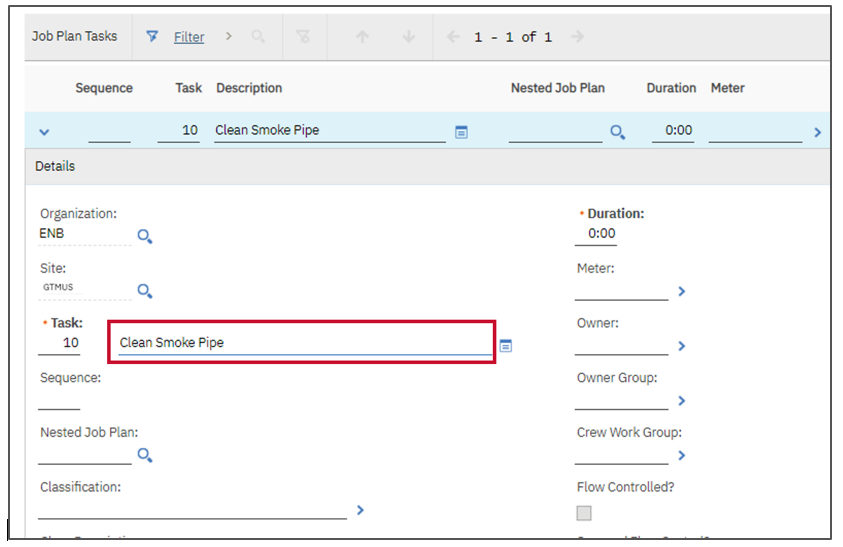 Job Plan Tasks Filter 1 - 1 of 1
Sequence Task Description Nested Job Plan Duration Meter
10 Clean Smoke Pipe 0:00
Details
Organization: * Duration:
ENB 0:00
Site: Meter:
GTMUS
* Task: Owner:
10 Clean Smoke Pipe
Sequence: Owner Group:
Nested Job Plan: Crew Work Group:
Classification: Flow Controlled?